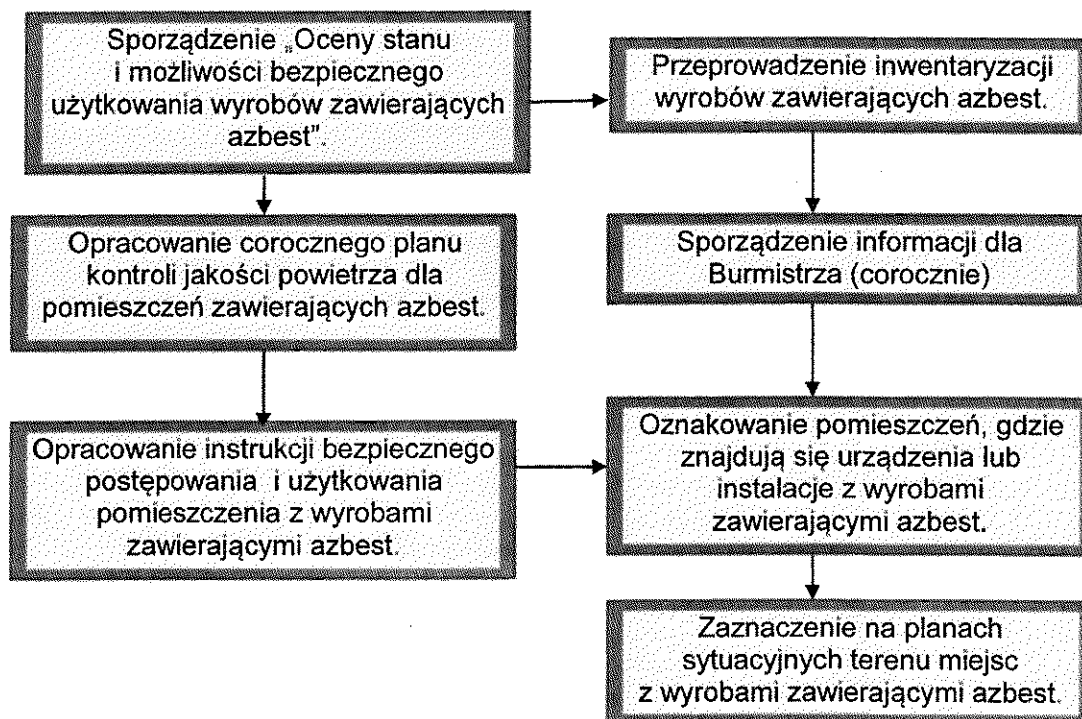 Sporządzenie „Oceny stanu
i możliwości bezpiecznego
użytkowania wyrobów zawierających
azbest”.
Przeprowadzenie inwentaryzacji
wyrobów zawierających azbest.
Opracowanie corocznego planu
kontroli jakości powietrza dla
pomieszczeń zawierających azbest.
Sporządzenie informacji dla
Burmistrza (corocznie)
Opracowanie instrukcji bezpiecznego
postępowania i użytkowania
pomieszczenia z wyrobami
zawierającymi azbest.
Oznakowanie pomieszczeń, gdzie
znajdują się urządzenia lub
instalacje z wyrobami
zawierającymi azbest.
Zaznaczenie na planach
sytuacyjnych terenu miejsc
z wyrobami zawierającymi azbest.